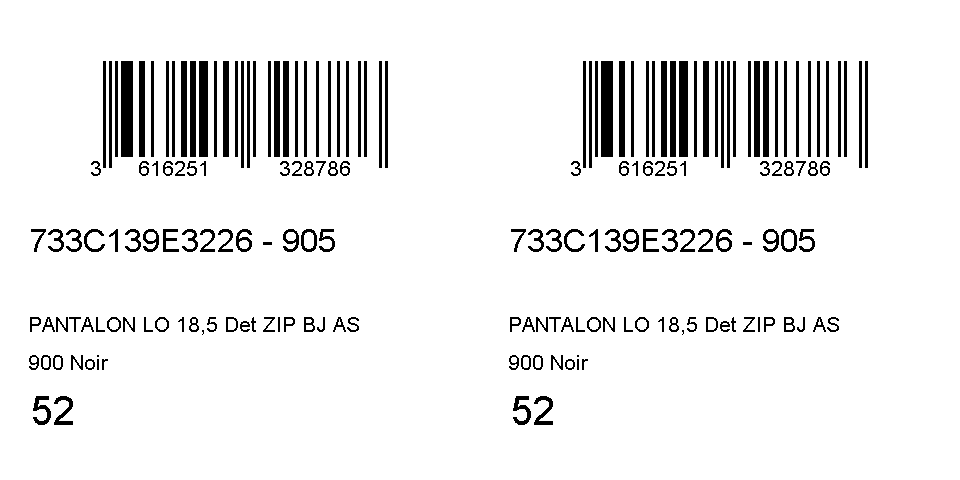 3 616251 328786
733C139E3226 - 905
PANTALON LO 18,5 Det ZIP BJ AS
900 Noir
52
3 616251 328786
733C139E3226 - 905
PANTALON LO 18,5 Det ZIP BJ AS
900 Noir
52